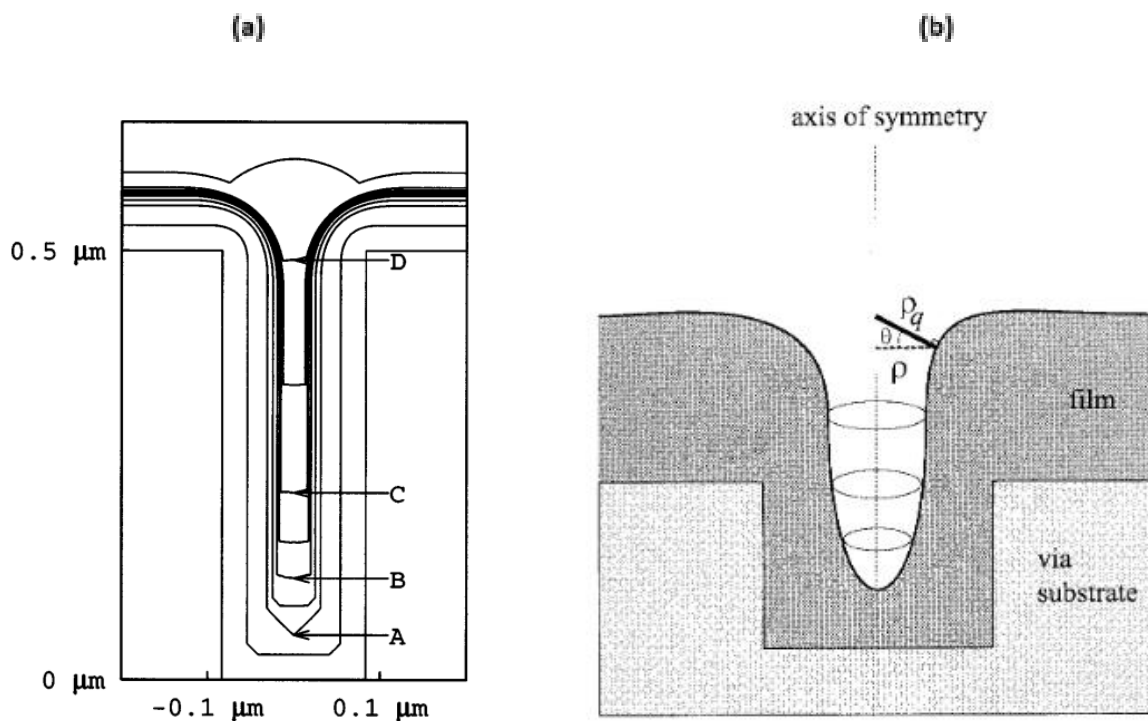 (a)
0.5 μm
D
C
B
A
0 μm
-0.1 μm 0.1 μm
(b)
axis of symmetry
ρq
θ
ρ
film
via
substrate